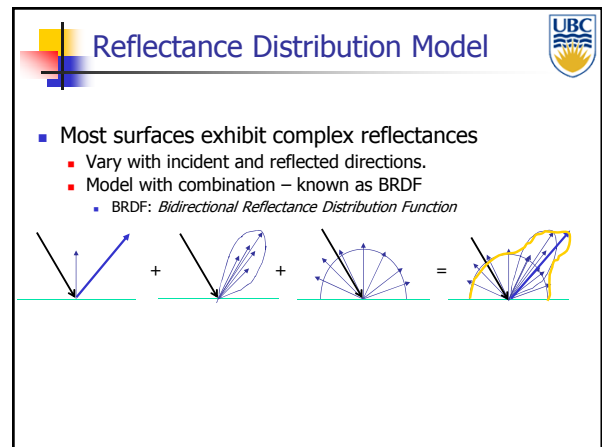 Reflectance Distribution Model
UBC
Most surfaces exhibit complex reflectances
Vary with incident and reflected directions.
Model with combination – known as BRDF
BRDF: Bidirectional Reflectance Distribution Function
+ + =